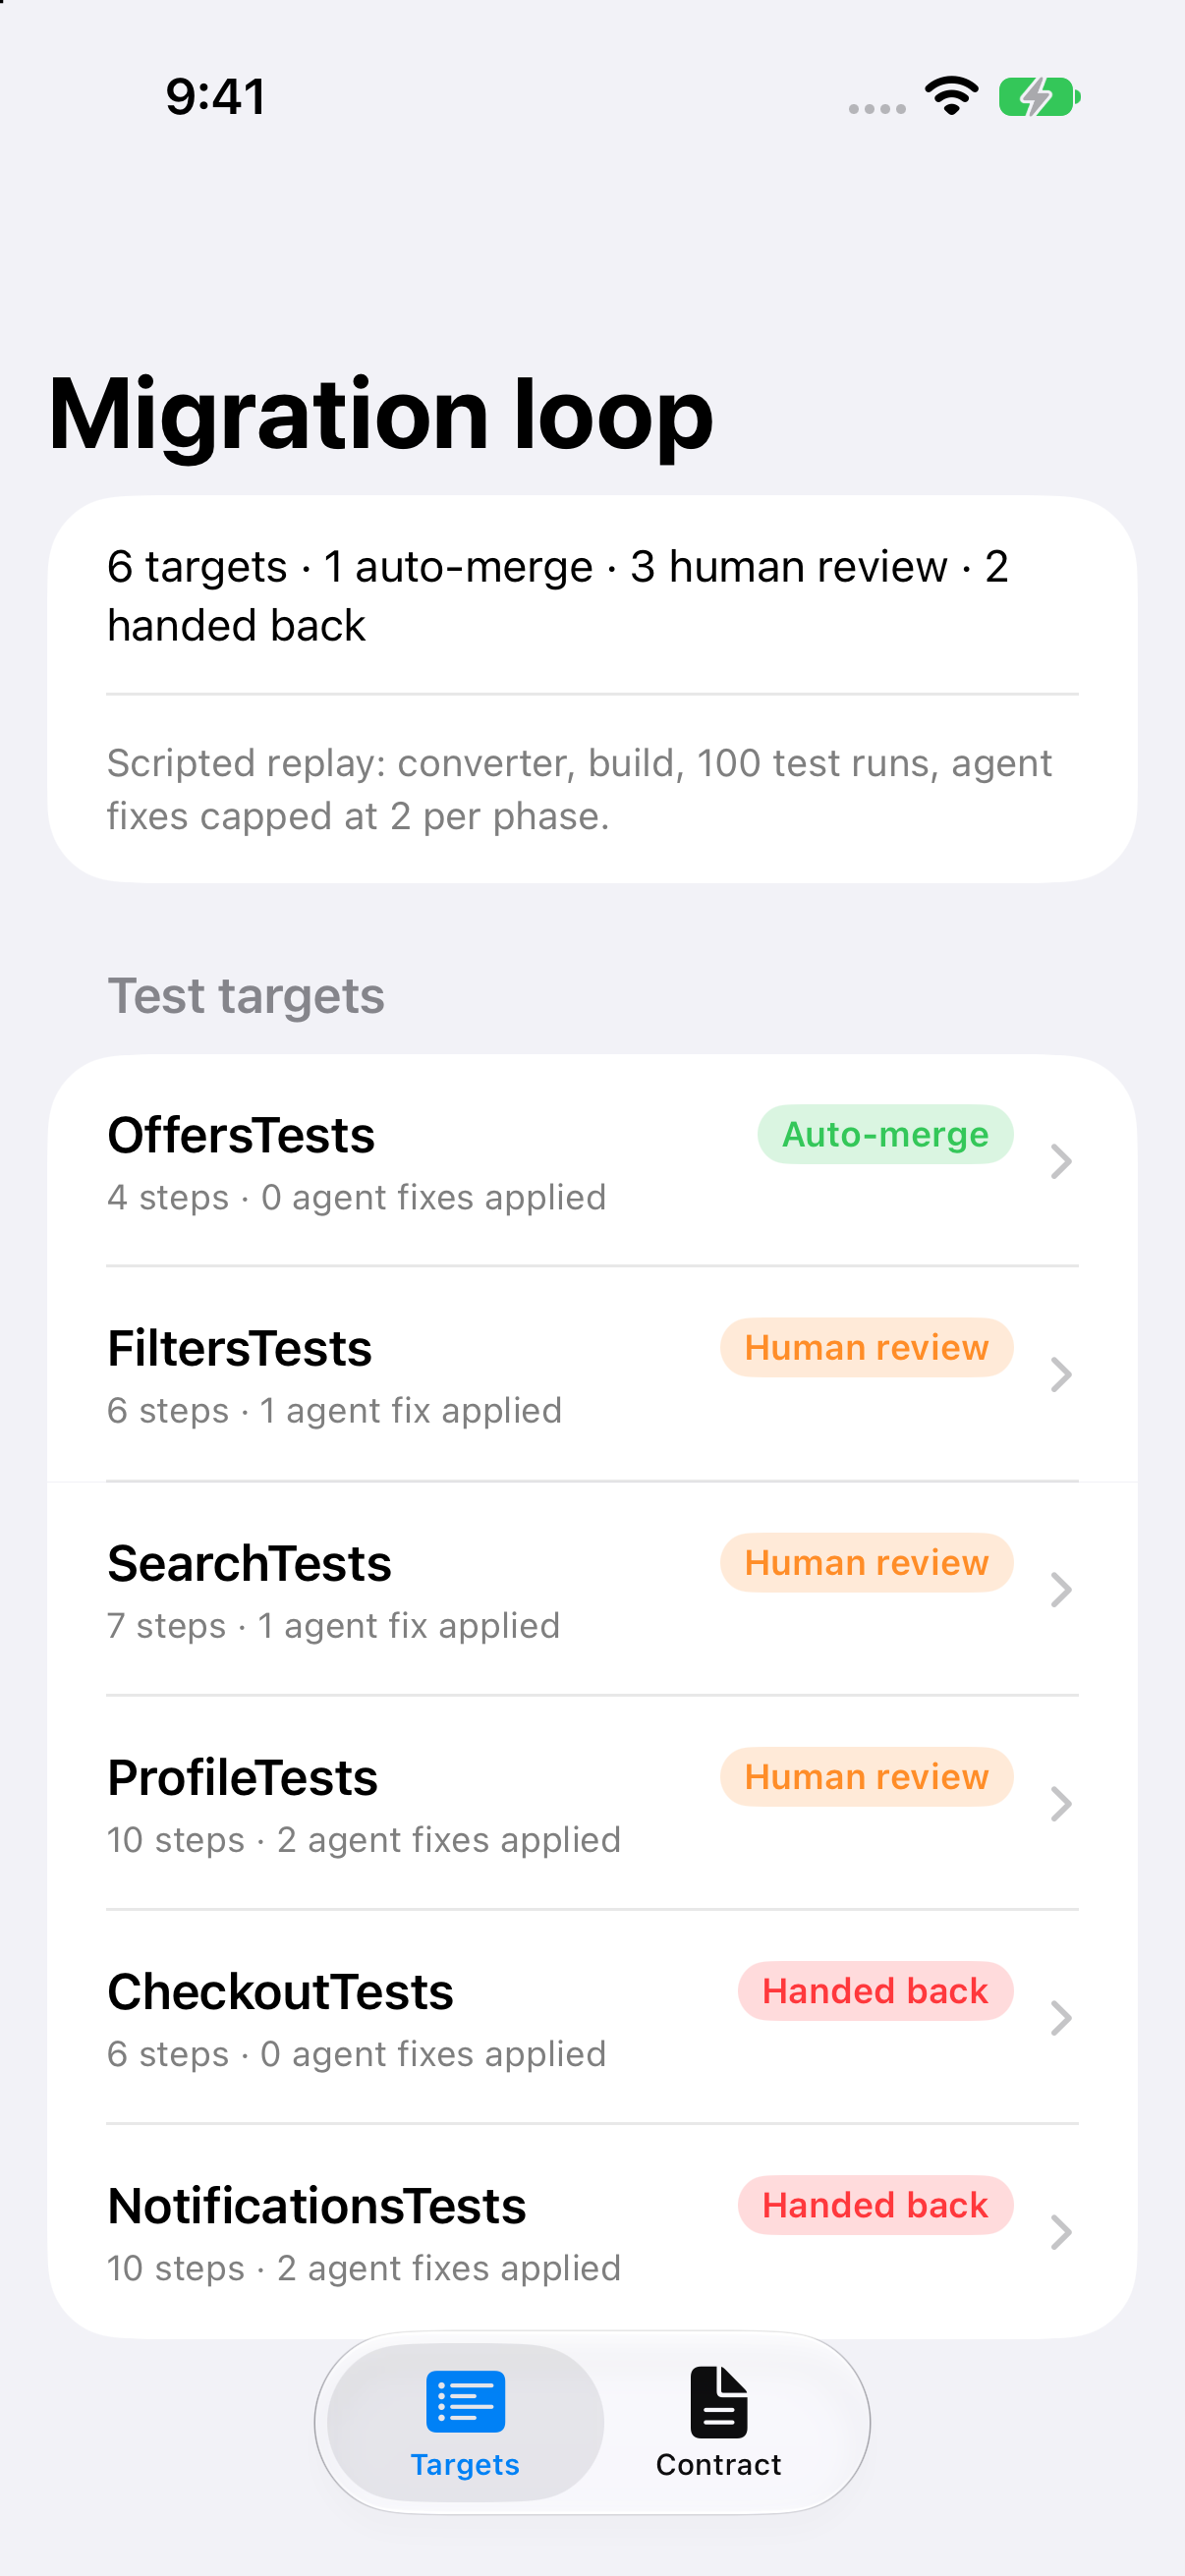 9:41
Migration loop
6 targets · 1 auto-merge · 3 human review · 2
handed back
Scripted replay: converter, build, 100 test runs, agent
fixes capped at 2 per phase.
Test targets
OffersTests
Auto-merge
4 steps · 0 agent fixes applied
FiltersTests
Human review
6 steps · 1 agent fix applied
SearchTests
Human review
7 steps · 1 agent fix applied
ProfileTests
Human review
10 steps · 2 agent fixes applied
CheckoutTests
Handed back
6 steps · 0 agent fixes applied
NotificationsTests
Handed back
10 steps · 2 agent fixes applied
Targets
Contract